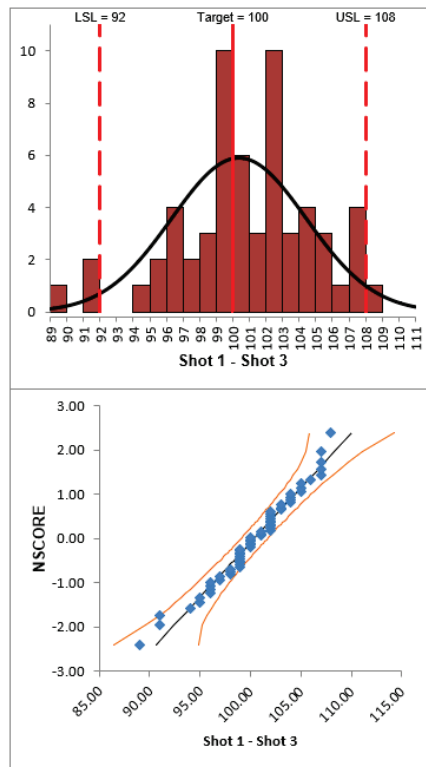 LSL = 92 Target = 100 USL = 108
10
8
6
4
2
0
89 90 91 92 93 94 95 96 97 98 99 100 101 102 103 104 105 106 107 108 109 110 111
Shot 1 - Shot 3
3.00
2.00
1.00
0.00
-1.00
-2.00
-3.00
NSCORE
85.00 90.00 95.00 100.00 105.00 110.00 115.00
Shot 1 - Shot 3